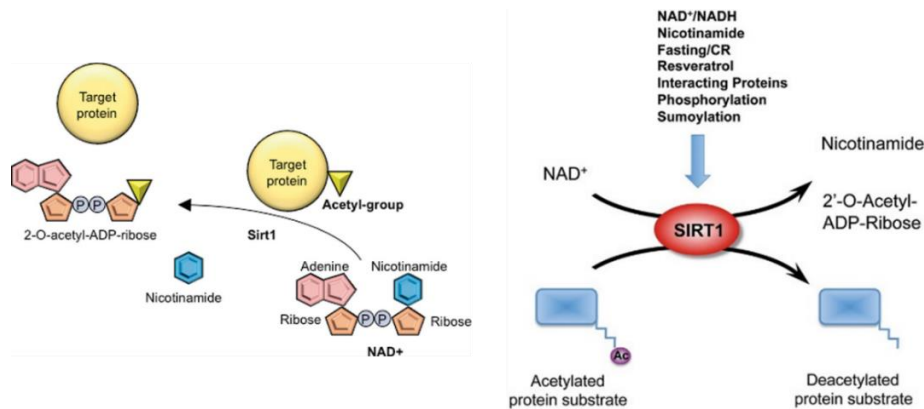 Target
protein
Target
protein
Acetyl-group
P P
2-O-acetyl-ADP-ribose
Sirt1
Nicotinamide
Adenine
Nicotinamide
Ribose
P P
Ribose
NAD+
NAD⁺/NADH
Nicotinamide
Fasting/CR
Resveratrol
Interacting Proteins
Phosphorylation
Sumoylation
NAD⁺
Nicotinamide
2'-O-Acetyl-
ADP-Ribose
SIRT1
Ac
Acetylated
protein substrate
Deacetylated
protein substrate